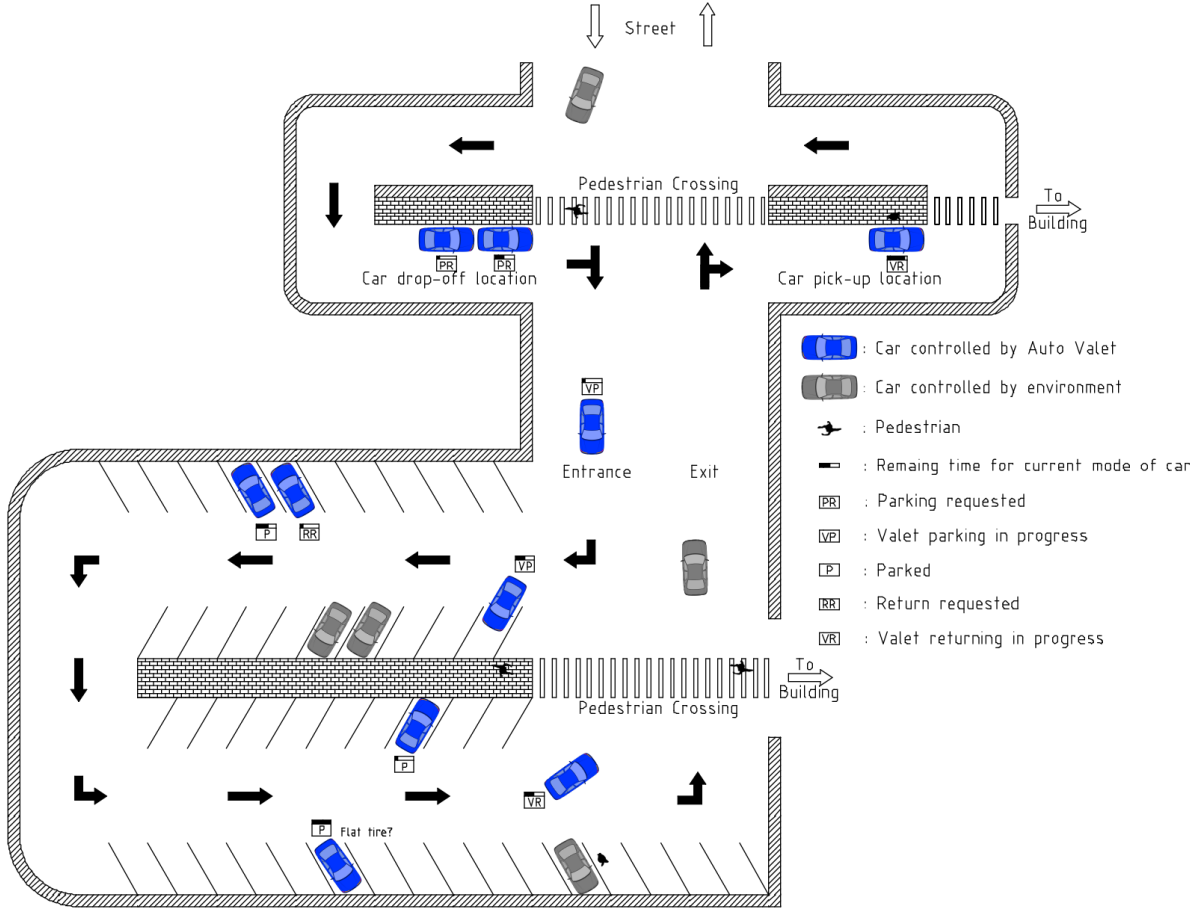 Street
Pedestrian Crossing
To
Building
PR
PR
VR
Car drop-off location
Car pick-up location
: Car controlled by Auto Valet
: Car controlled by environment
: Pedestrian
: Remaing time for current mode of car
PR : Parking requested
VP : Valet parking in progress
P : Parked
RR : Return requested
VR : Valet returning in progress
VP
Entrance
Exit
P
RR
VP
To
Building
Pedestrian Crossing
P
VR
P
Flat tire?